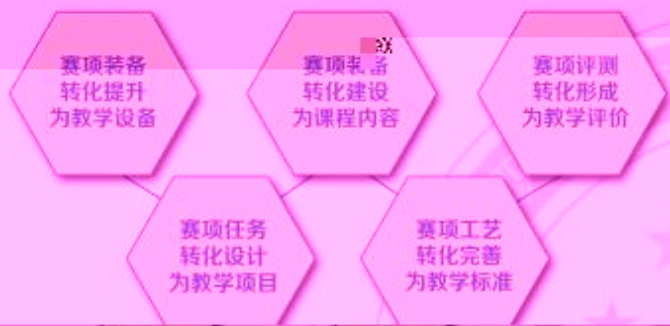 赛项装备
转化提升
为教学设备
赛项
转化建设
为课程内容
赛项评测
转化形成
为教学评价
赛项任务
转化设计
为教学项目
赛项工艺
转化完善
为教学标准